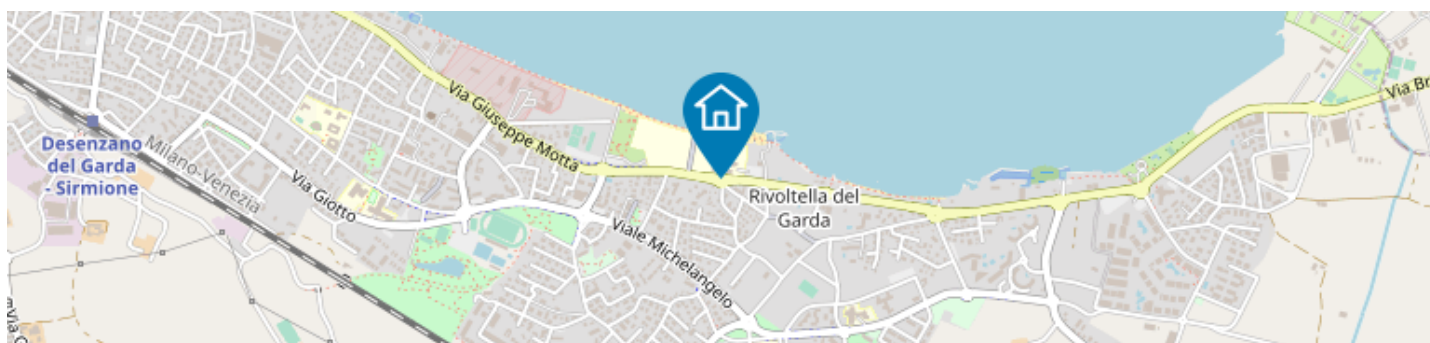 Via Giuseppe Motta
Via Br
Desenzano
del Garda
- Sirmione
Milano-Venezia
Via Giotto
Rivoltella del
Garda
Viale Michelangelo